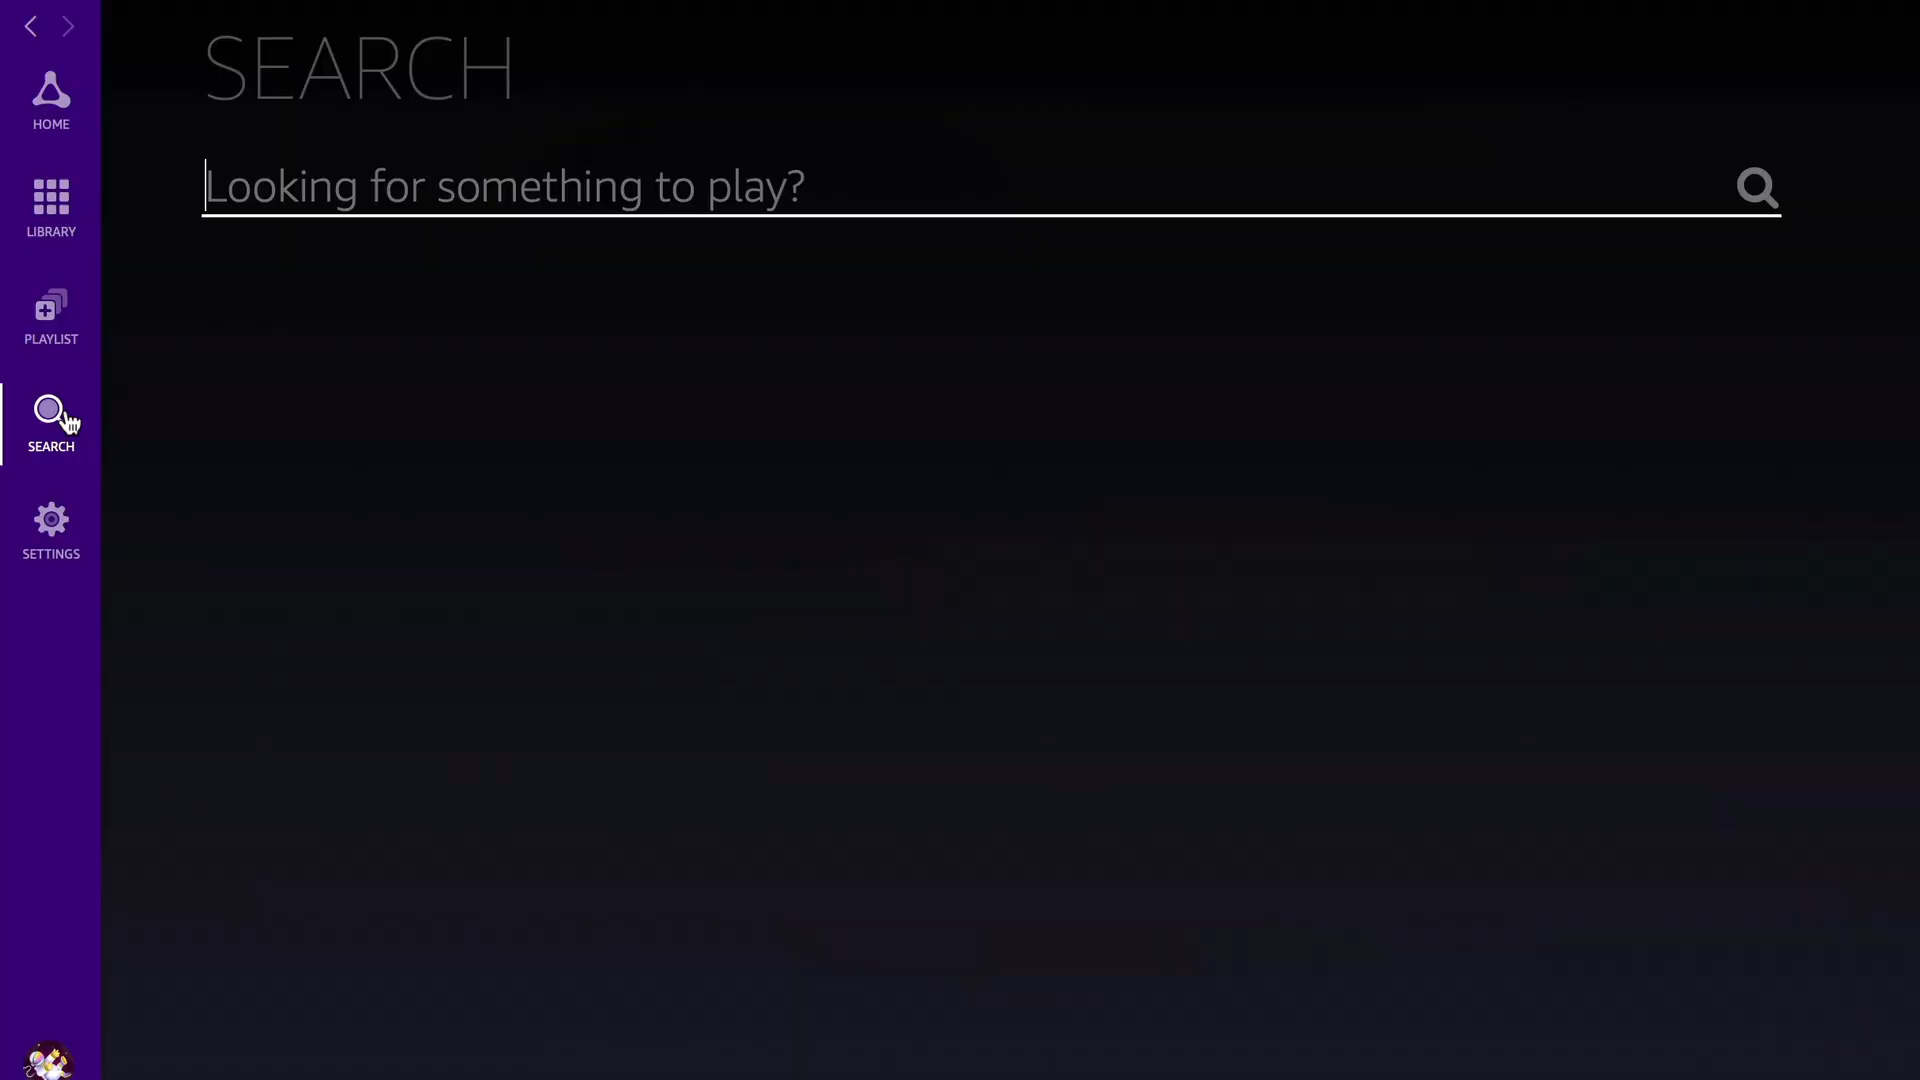 SEARCH
Looking for something to play?
HOME
LIBRARY
PLAYLIST
SEARCH
SETTINGS